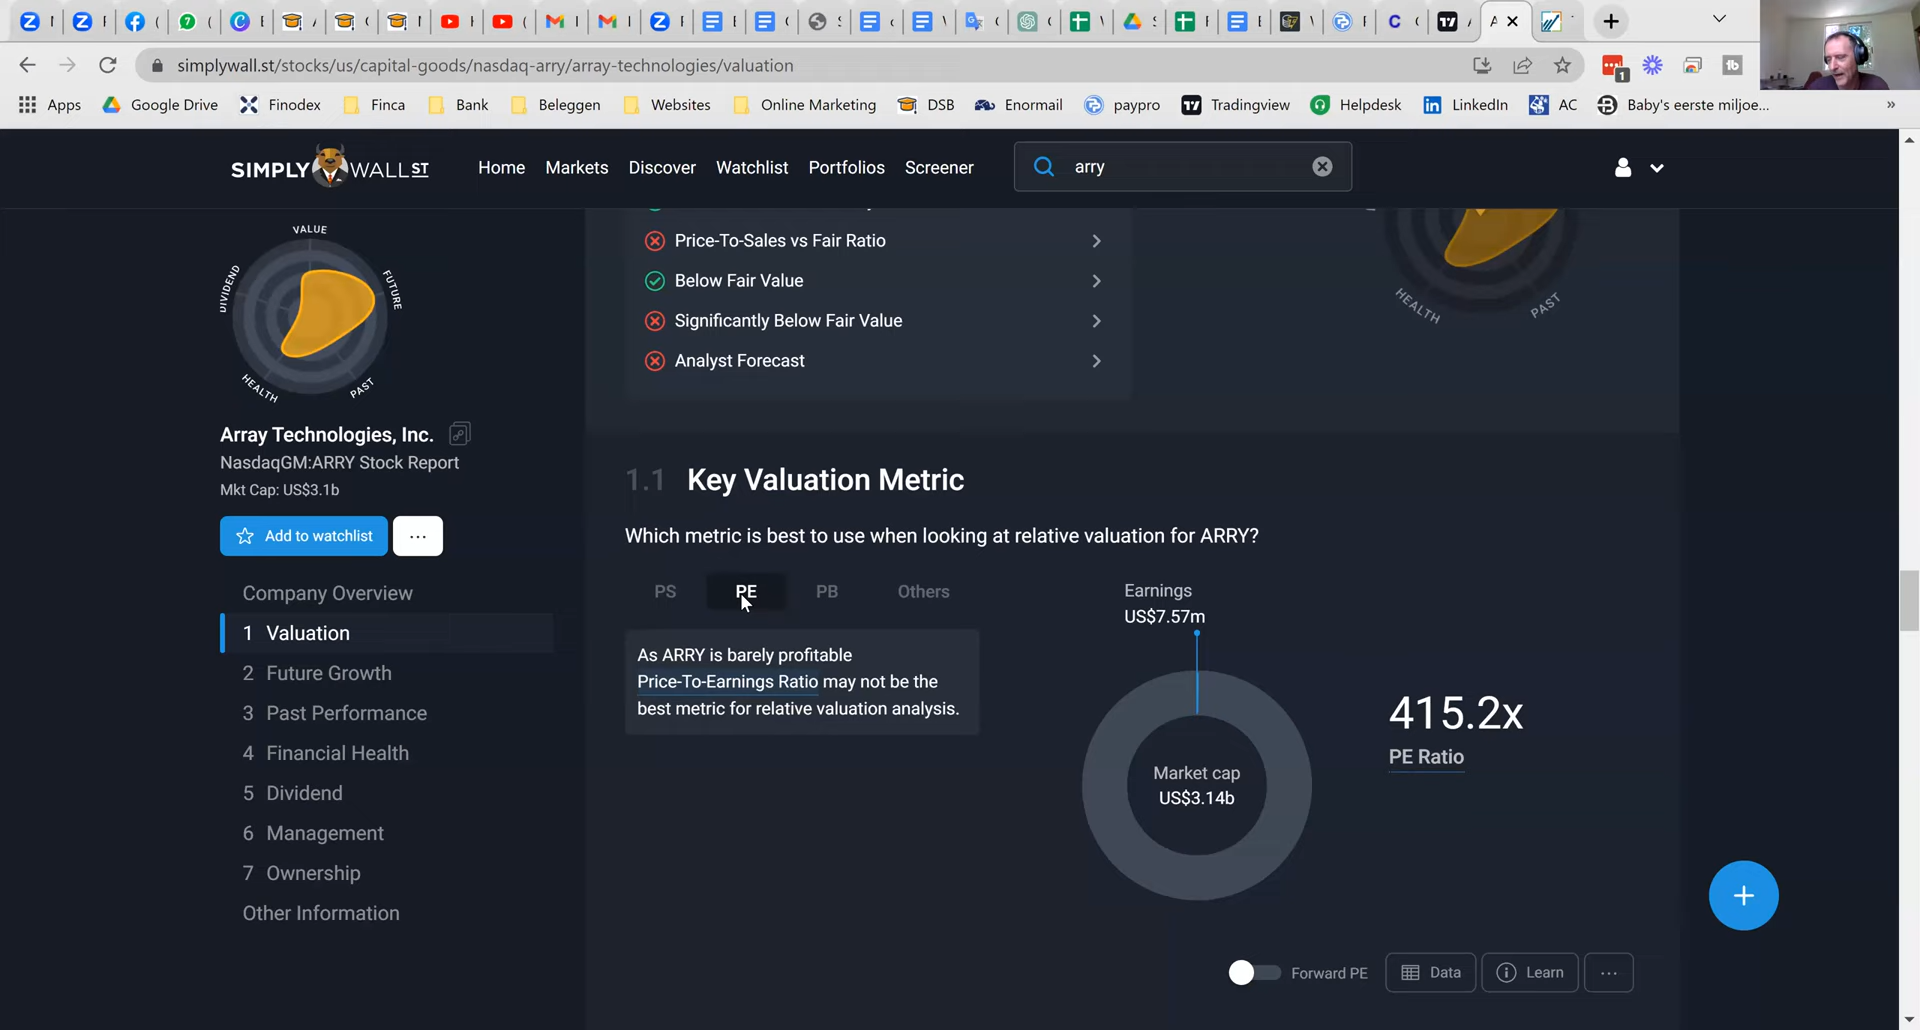 simplywall.st/stocks/us/capital-goods/nasdaq-arry/array-technologies/valuation
1
Apps
Google Drive
Finodex
Finca
Bank
Beleggen
Websites
Online Marketing
DSB
Enormail
paypro
Tradingview
Helpdesk
LinkedIn
AC
Baby's eerste miljoe...
»
SIMPLY WALL ST
Home
Markets
Discover
Watchlist
Portfolios
Screener
arry
VALUE
FUTURE
PAST
HEALTH
DIVIDEND
Array Technologies, Inc.
NasdaqGM:ARRY Stock Report
Mkt Cap: US$3.1b
Add to watchlist
...
Company Overview
1 Valuation
2 Future Growth
3 Past Performance
4 Financial Health
5 Dividend
6 Management
7 Ownership
Other Information
Price-To-Sales vs Fair Ratio
Below Fair Value
Significantly Below Fair Value
Analyst Forecast
HEALTH
PAST
1.1 Key Valuation Metric
Which metric is best to use when looking at relative valuation for ARRY?
PS
PE
PB
Others
As ARRY is barely profitable
Price-To-Earnings Ratio may not be the
best metric for relative valuation analysis.
Earnings
US$7.57m
Market cap
US$3.14b
415.2x
PE Ratio
Forward PE
Data
Learn
...